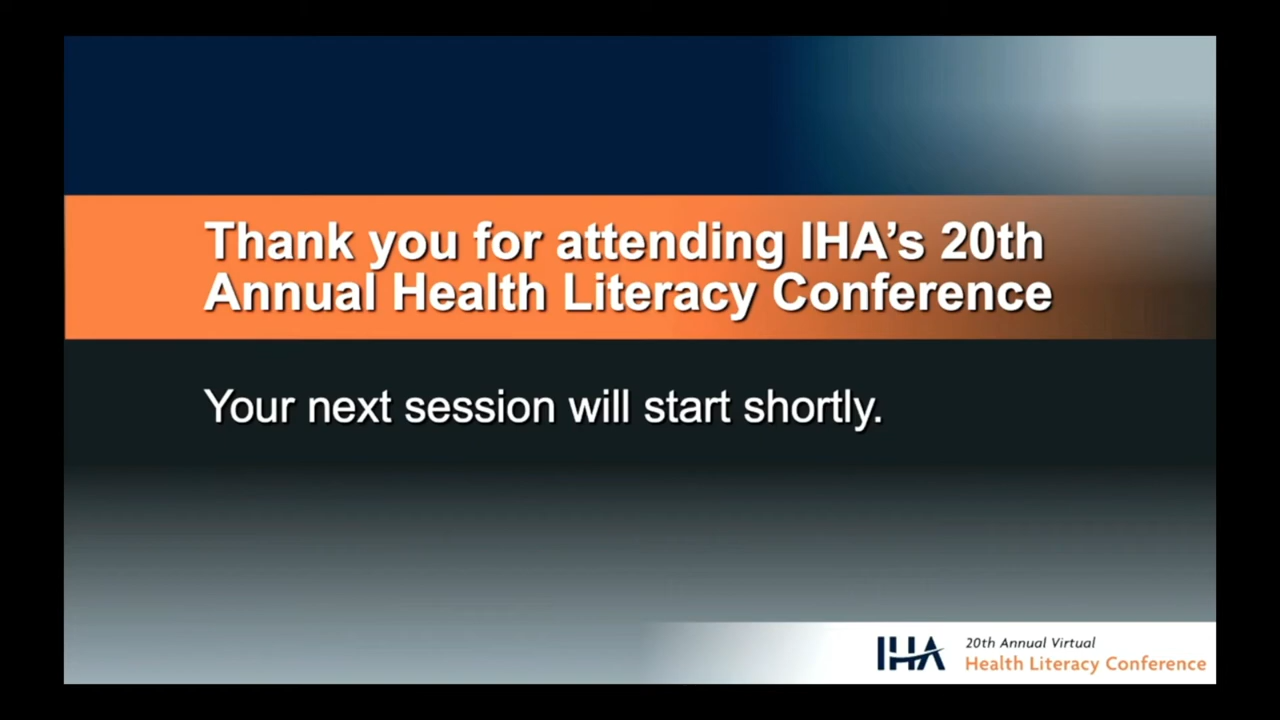 Thank you for attending IHA’s 20th
Annual Health Literacy Conference
Your next session will start shortly.
IHA
20th Annual Virtual
Health Literacy Conference